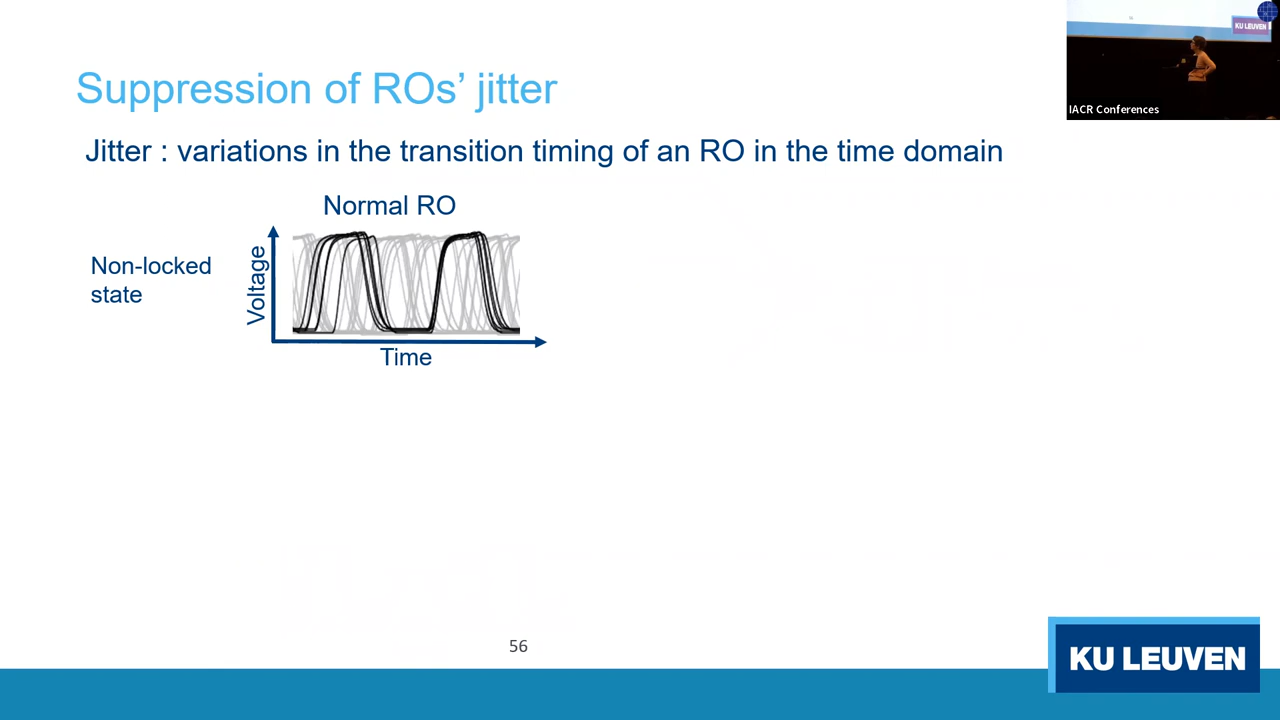 Suppression of ROs' jitter
Jitter : variations in the transition timing of an RO in the time domain
Normal RO
Non-locked
state
Voltage
Time
56
KU LEUVEN
KU LEUVEN
IACR Conferences